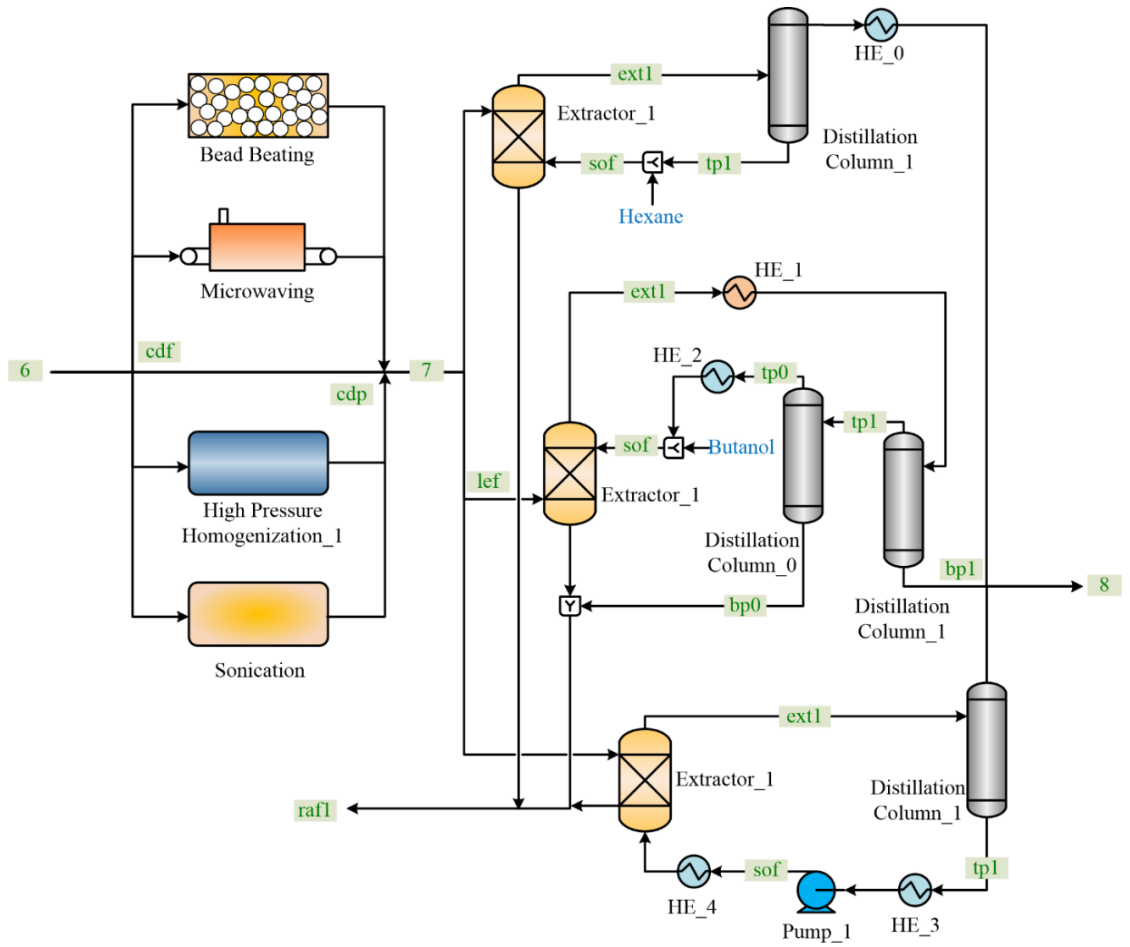 HE_0
ext1
Extractor_1
Distillation
Column_1
sof
tp1
Hexane
Bead Beating
Microwaving
ext1
HE_1
6
cdf
7
cdp
HE_2
tp0
tp1
sof
Butanol
lef
Extractor_1
High Pressure
Homogenization_1
Distillation
Column_0
bp1
8
bp0
Distillation
Column_1
Sonication
ext1
Extractor_1
Distillation
Column_1
raf1
sof
tp1
HE_4
Pump_1
HE_3